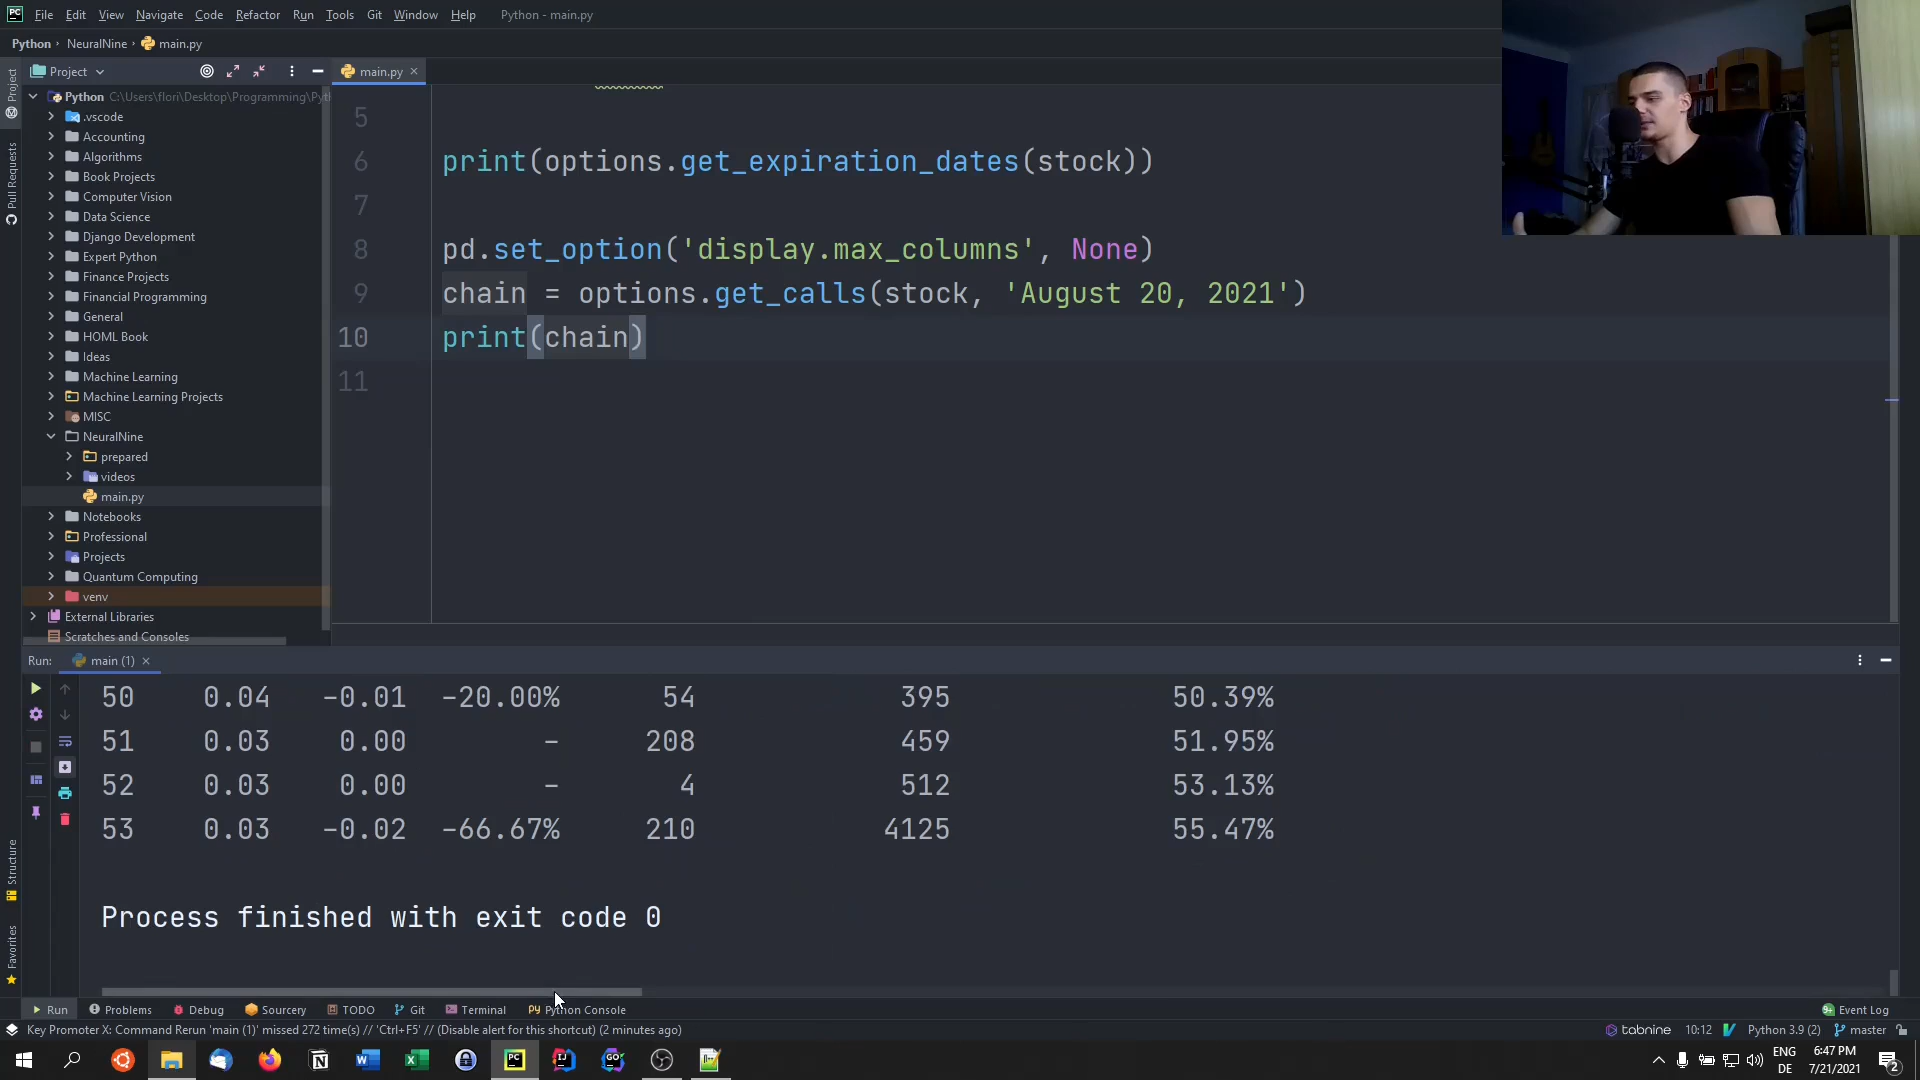 PC File Edit View Navigate Code Refactor Run Tools Git Window Help Python - main.py
Python › NeuralNine › main.py
Project
main.py
Python C:\Users\flori\Desktop\Programming\Pyt
.vscode
Accounting
Algorithms
Book Projects
Computer Vision
Data Science
Django Development
Expert Python
Finance Projects
Financial Programming
General
HOML Book
Ideas
Machine Learning
Machine Learning Projects
MISC
NeuralNine
prepared
videos
main.py
Notebooks
Professional
Projects
Quantum Computing
venv
External Libraries
Scratches and Consoles
Project
Pull Requests
Structure
Favorites
5
6 print(options.get_expiration_dates(stock))
7
8 pd.set_option('display.max_columns', None)
9 chain = options.get_calls(stock, 'August 20, 2021')
10 print(chain)
11
Run: main (1)
50 0.04 -0.01 -20.00% 54 395 50.39%
51 0.03 0.00 - 208 459 51.95%
52 0.03 0.00 - 4 512 53.13%
53 0.03 -0.02 -66.67% 210 4125 55.47%
Process finished with exit code 0
Run Problems Debug Sourcery TODO Git Terminal Python Console Event Log
Key Promoter X: Command Rerun 'main (1)' missed 272 time(s) // 'Ctrl+F5' // (Disable alert for this shortcut) (2 minutes ago) tabnine 10:12 Python 3.9 (2) master
ENG 6:47 PM
DE 7/21/2021 2